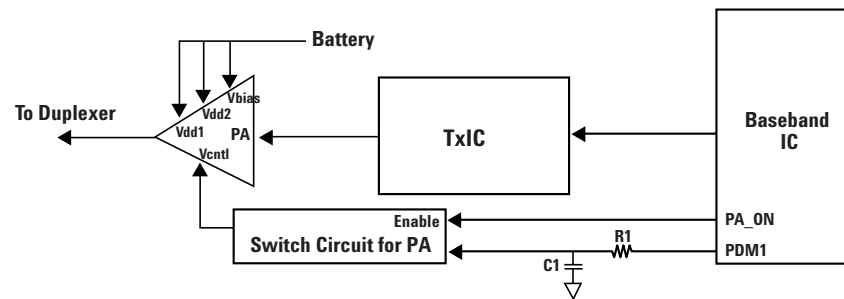 Battery
To Duplexer
Vbias
Vdd2
Vdd1
PA
Vcntl
TxIC
Baseband
IC
Enable
Switch Circuit for PA
PA_ON
R1
PDM1
C1